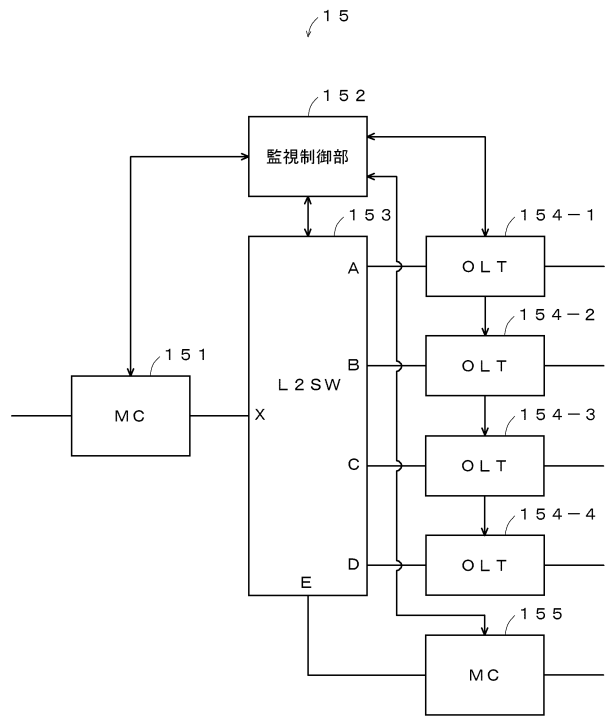 １５
１５２
監視制御部
１５３
１５４－１
A
ＯＬＴ
１５４－２
１５１
B
ＯＬＴ
Ｌ２ＳＷ
ＭＣ
X
１５４－３
C
ＯＬＴ
１５４－４
D
ＯＬＴ
E
１５５
ＭＣ